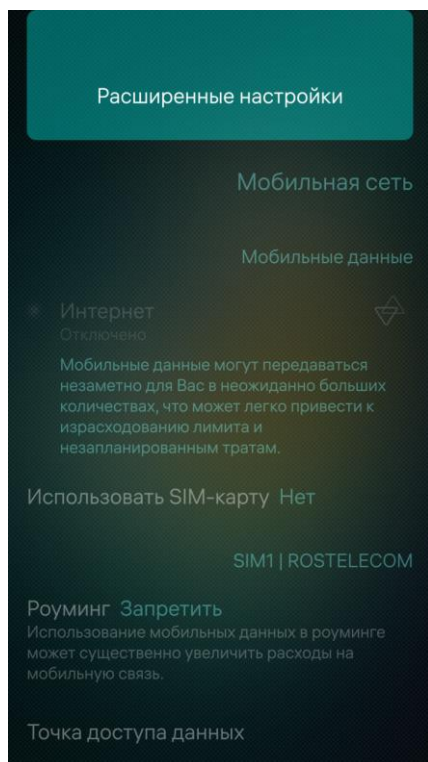 Расширенные настройки
Мобильная сеть
Мобильные данные
Интернет
Отключено
Мобильные данные могут передаваться
незаметно для Вас в неожиданно больших
количествах, что может легко привести к
израсходованию лимита и
незапланированным тратам.
Использовать SIM-карту Нет
SIM1 | ROSTELECOM
Роуминг Запретить
Использование мобильных данных в роуминге
может существенно увеличить расходы на
мобильную связь.
Точка доступа данных